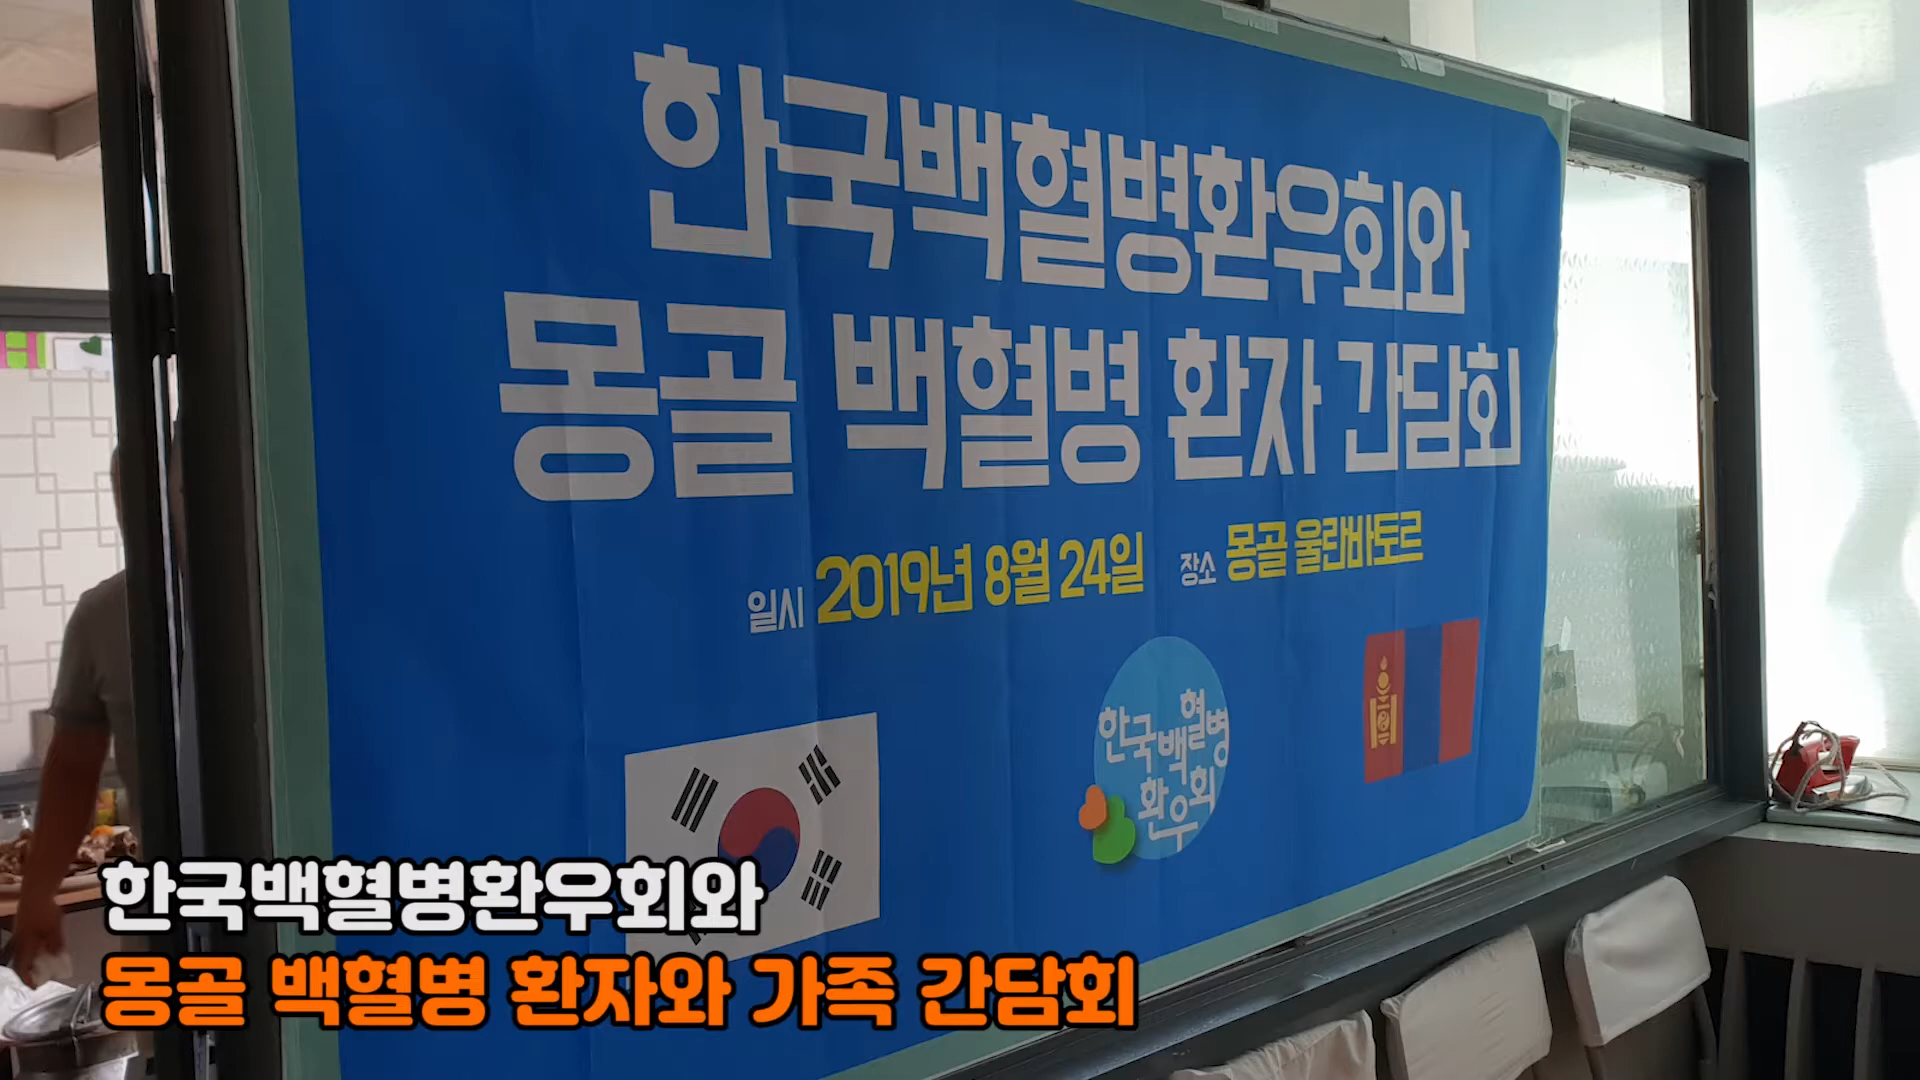 한국백혈병환우회와
몽골 백혈병 환자 간담회
일시 2019년 8월 24일 장소 몽골 울란바토르
한국백혈병
환우회
한국백혈병환우회와
몽골 백혈병 환자와 가족 간담회